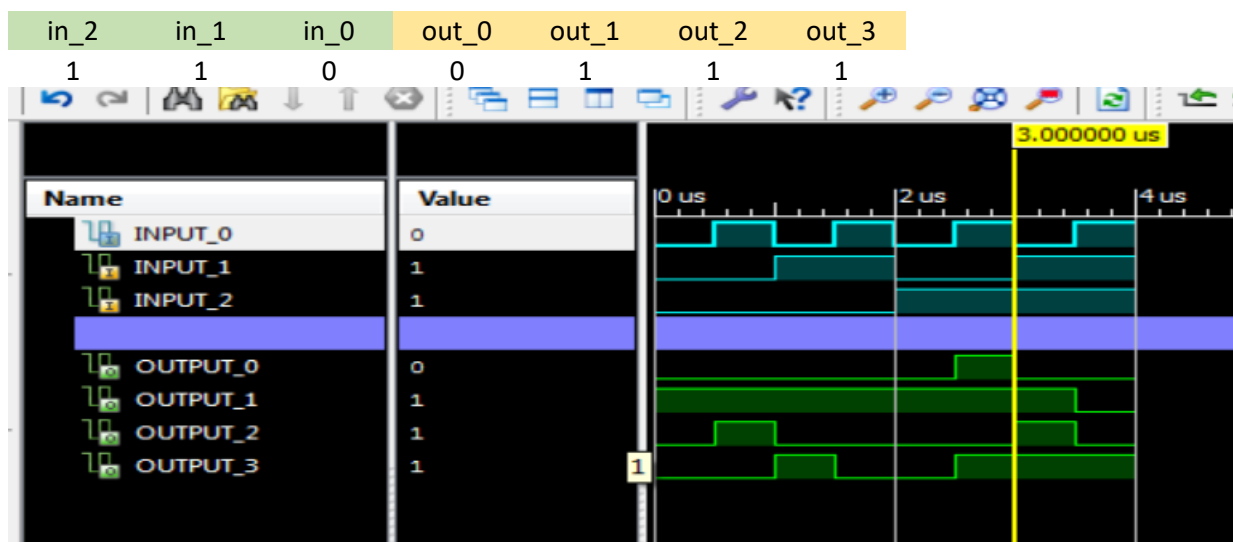 in_2 in_1 in_0 out_0 out_1 out_2 out_3
1 1 0 0 1 1 1
3.000000 us
Name Value 0 us 2 us 4 us
INPUT_0 0
INPUT_1 1
INPUT_2 1
OUTPUT_0 0
OUTPUT_1 1
OUTPUT_2 1
OUTPUT_3 1 1